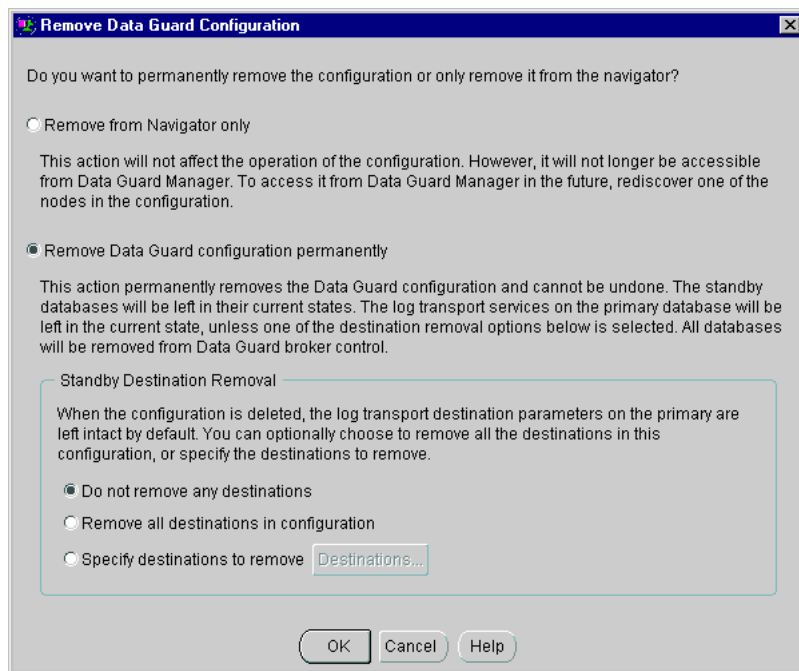 Remove Data Guard Configuration
Do you want to permanently remove the configuration or only remove it from the navigator?
Remove from Navigator only
This action will not affect the operation of the configuration. However, it will not longer be accessible
from Data Guard Manager. To access it from Data Guard Manager in the future, rediscover one of the
nodes in the configuration.
Remove Data Guard configuration permanently
This action permanently removes the Data Guard configuration and cannot be undone. The standby
databases will be left in their current states. The log transport services on the primary database will be
left in the current state, unless one of the destination removal options below is selected. All databases
will be removed from Data Guard broker control.
Standby Destination Removal
When the configuration is deleted, the log transport destination parameters on the primary are
left intact by default. You can optionally choose to remove all the destinations in this
configuration, or specify the destinations to remove.
Do not remove any destinations
Remove all destinations in configuration
Specify destinations to remove Destinations...
OK Cancel Help